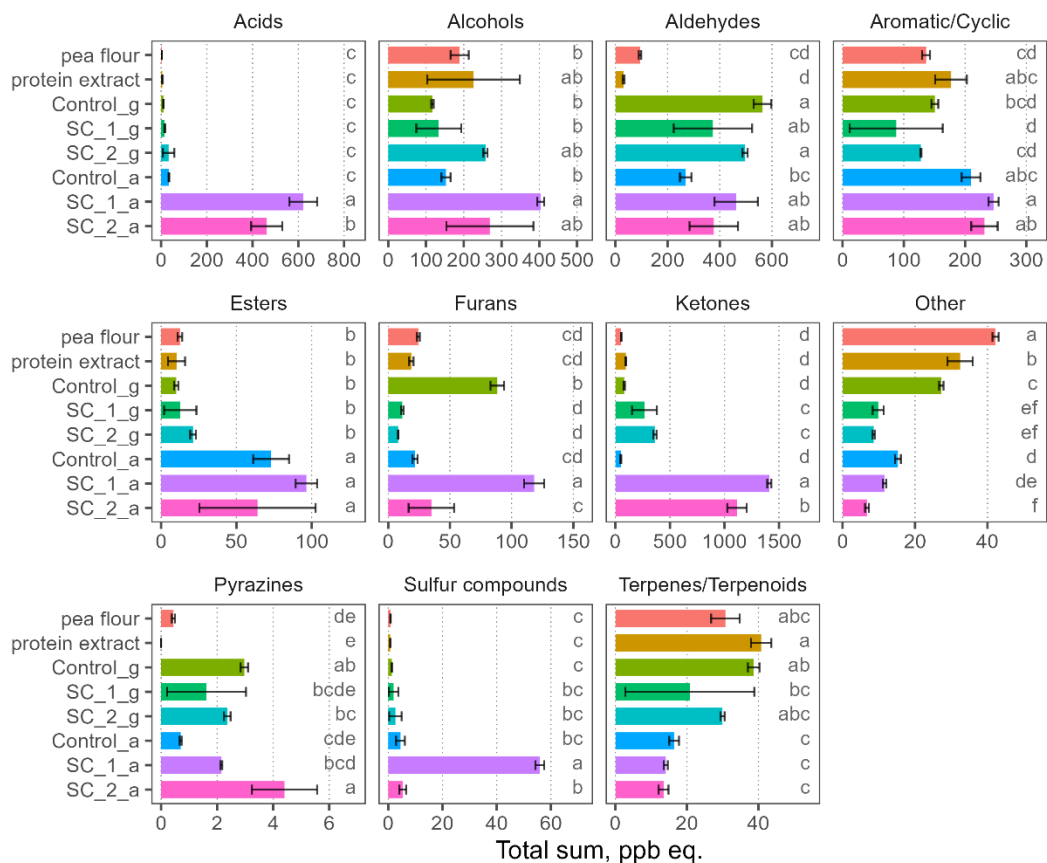 Acids Alcohols Aldehydes Aromatic/Cyclic
pea flour c b cd cd
protein extract c ab d abc
Control_g c b a bcd
SC_1_g c b ab d
SC_2_g c ab a cd
Control_a c b bc abc
SC_1_a a a ab a
SC_2_a b ab ab a
0 200 400 600 800 0 100 200 300 400 500 0 200 400 600 0 100 200 300
Esters Furans Ketones Other
pea flour b cd d a
protein extract b cd d b
Control_g b b d c
SC_1_g b d c ef
SC_2_g b d c ef
Control_a a cd d d
SC_1_a a a a de
SC_2_a a c b f
0 50 100 0 50 100 150 0 500 1000 1500 0 20 40
Pyrazines Sulfur compounds Terpenes/Terpenoids
pea flour de c abc
protein extract e c a
Control_g ab c ab
SC_1_g bcde bc bc
SC_2_g bc bc abc
Control_a cde bc c
SC_1_a bcd a c
SC_2_a a b c
0 2 4 6 0 20 40 60 0 20 40
Total sum, ppb eq.